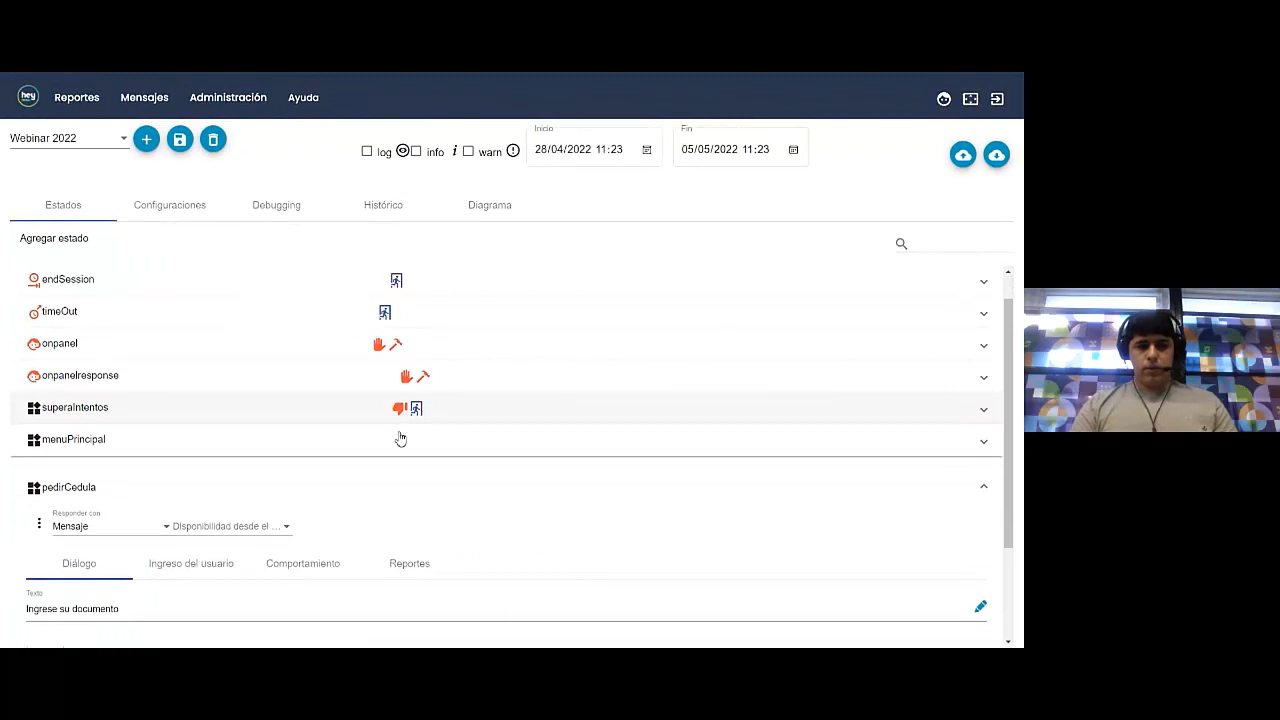 hey
Reportes Mensajes Administración Ayuda
Webinar 2022
log info warn
Inicio
28/04/2022 11:23
Fin
05/05/2022 11:23
Estados Configuraciones Debugging Histórico Diagrama
Agregar estado
endSession
timeOut
onpanel
onpanelresponse
superaIntentos
menuPrincipal
pedirCedula
Responder con
Mensaje Disponibilidad desde el ...
Diálogo Ingreso del usuario Comportamiento Reportes
Texto
Ingrese su documento